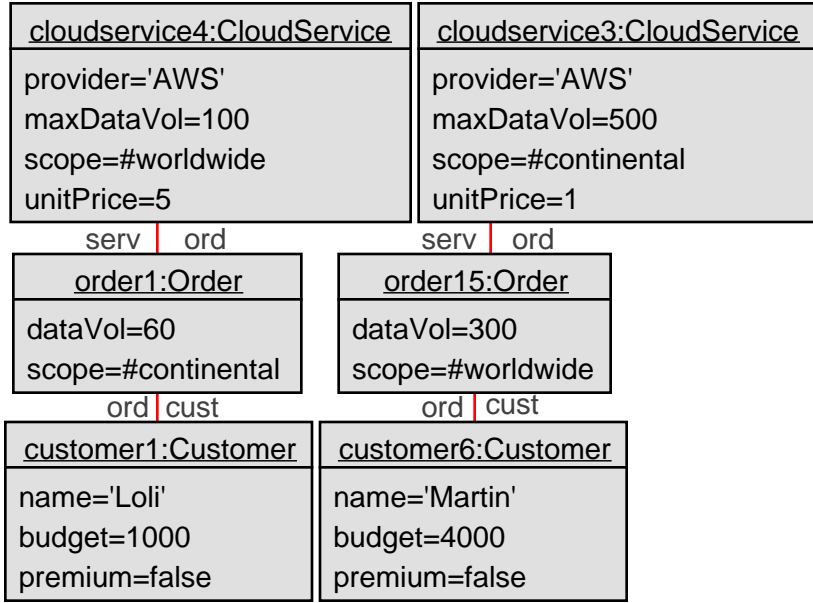 cloudservice4:CloudService
provider='AWS'
maxDataVol=100
scope=#worldwide
unitPrice=5
cloudservice3:CloudService
provider='AWS'
maxDataVol=500
scope=#continental
unitPrice=1
serv ord
serv ord
order1:Order
dataVol=60
scope=#continental
order15:Order
dataVol=300
scope=#worldwide
ord cust
ord cust
customer1:Customer
name='Loli'
budget=1000
premium=false
customer6:Customer
name='Martin'
budget=4000
premium=false